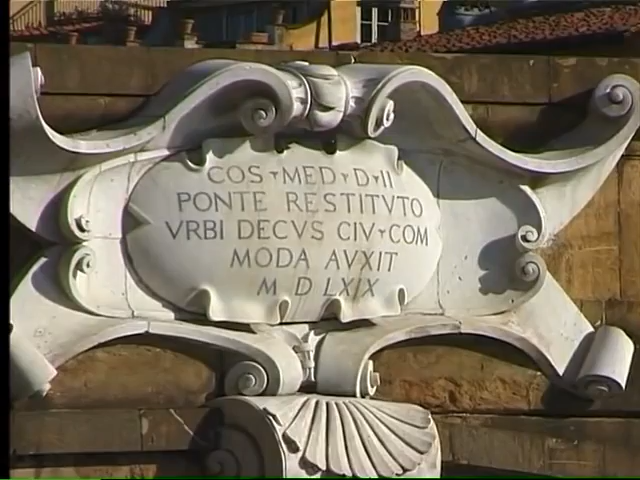 COS▾MED▾D▾II
PONTE RESTITVTO
VRBI DECVS CIV▾COM
MODA AVXIT
M D LXIX